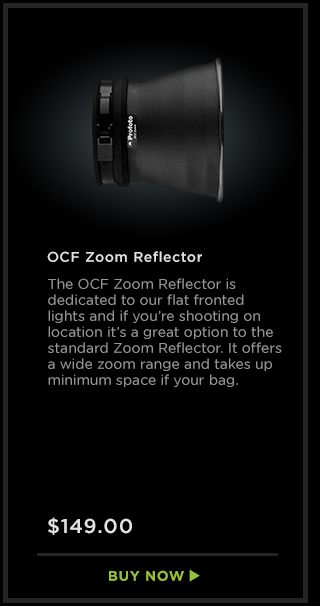 Profoto
OCF Zoom Reflector
The OCF Zoom Reflector is
dedicated to our flat fronted
lights and if you're shooting on
location it's a great option to the
standard Zoom Reflector. It offers
a wide zoom range and takes up
minimum space if your bag.
$149.00
BUY NOW